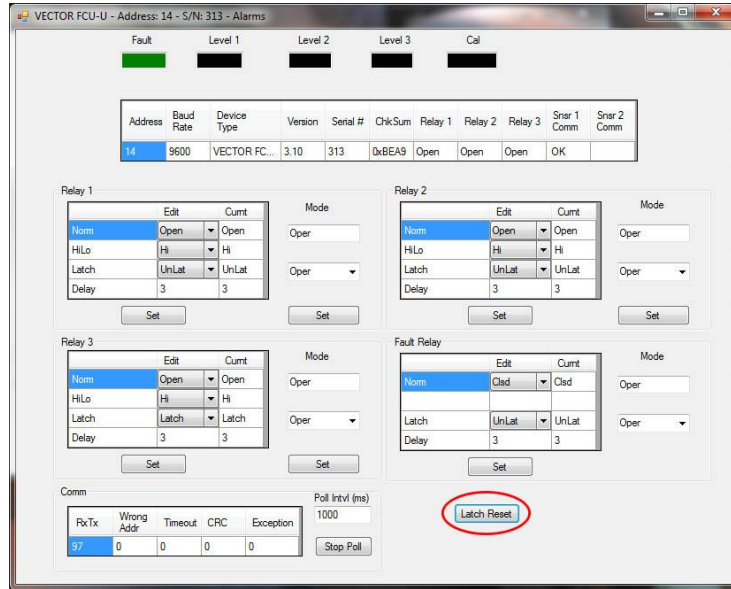 VECTOR FCU-U - Address: 14 - S/N: 313 - Alarms
Fault Level 1 Level 2 Level 3 Cal
Address Baud Rate Device Type Version Serial # ChkSum Relay 1 Relay 2 Relay 3 Snsr 1 Comm Snsr 2 Comm
14 9600 VECTOR FC... 3.10 313 0xBEA9 Open Open Open OK
Relay 1
Edit Curnt Mode
Norm Open Open Oper
HiLo Hi Hi
Latch UnLat UnLat Oper
Delay 3 3
Set Set
Relay 2
Edit Curnt Mode
Norm Open Open Oper
HiLo Hi Hi
Latch UnLat UnLat Oper
Delay 3 3
Set Set
Relay 3
Edit Curnt Mode
Norm Open Open Oper
HiLo Hi Hi
Latch Latch Latch Oper
Delay 3 3
Set Set
Fault Relay
Edit Curnt Mode
Norm Clsd Clsd Oper
Latch UnLat UnLat Oper
Delay 3 3
Set
Comm
RxTx Wrong Addr Timeout CRC Exception
97 0 0 0 0
Poll Intvl (ms)
1000
Stop Poll
Latch Reset